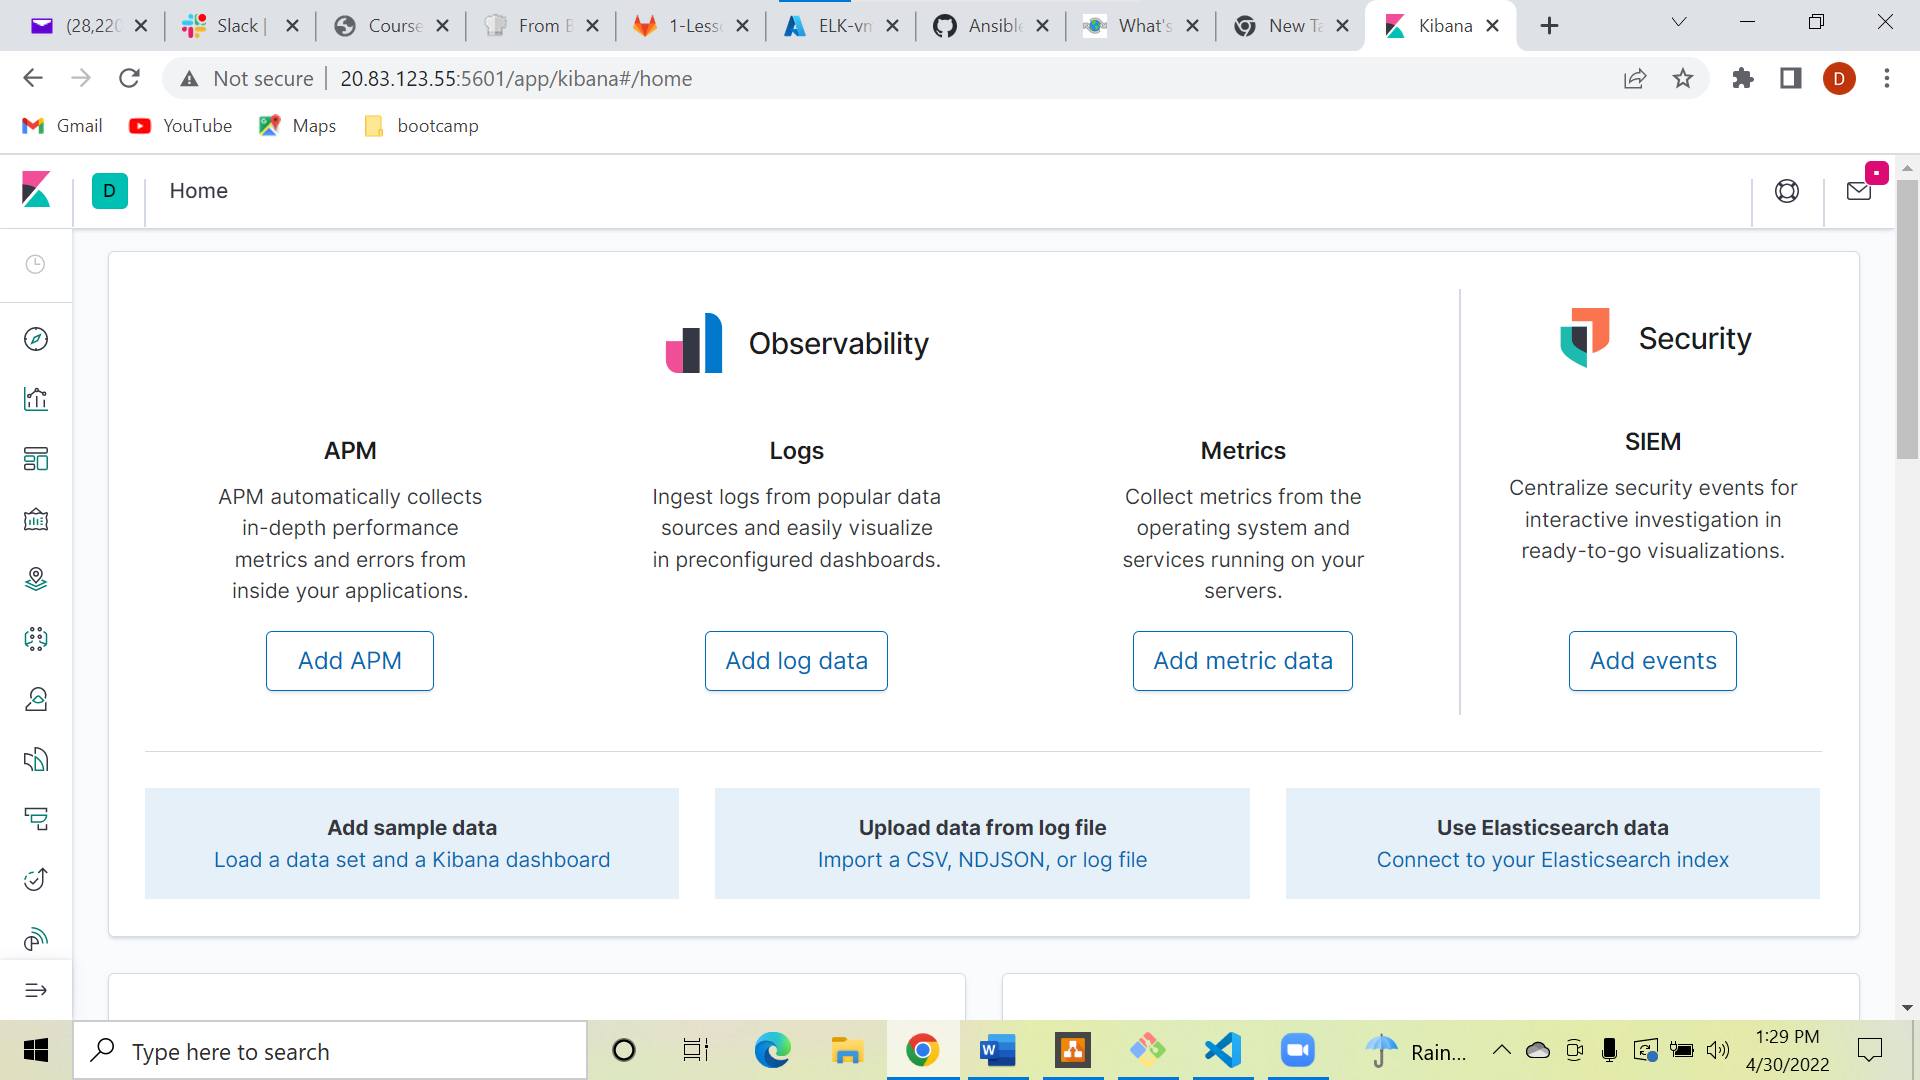 (28,220
Slack |
Course
From B
1-Less
ELK-vm
Ansible
What's
New Ta
Kibana
Not secure
20.83.123.55:5601/app/kibana#/home
D
Gmail
YouTube
Maps
bootcamp
D
Home
Observability
Security
APM
APM automatically collects
in-depth performance
metrics and errors from
inside your applications.
Add APM
Logs
Ingest logs from popular data
sources and easily visualize
in preconfigured dashboards.
Add log data
Metrics
Collect metrics from the
operating system and
services running on your
servers.
Add metric data
SIEM
Centralize security events for
interactive investigation in
ready-to-go visualizations.
Add events
Add sample data
Load a data set and a Kibana dashboard
Upload data from log file
Import a CSV, NDJSON, or log file
Use Elasticsearch data
Connect to your Elasticsearch index
Type here to search
Rain...
1:29 PM
4/30/2022